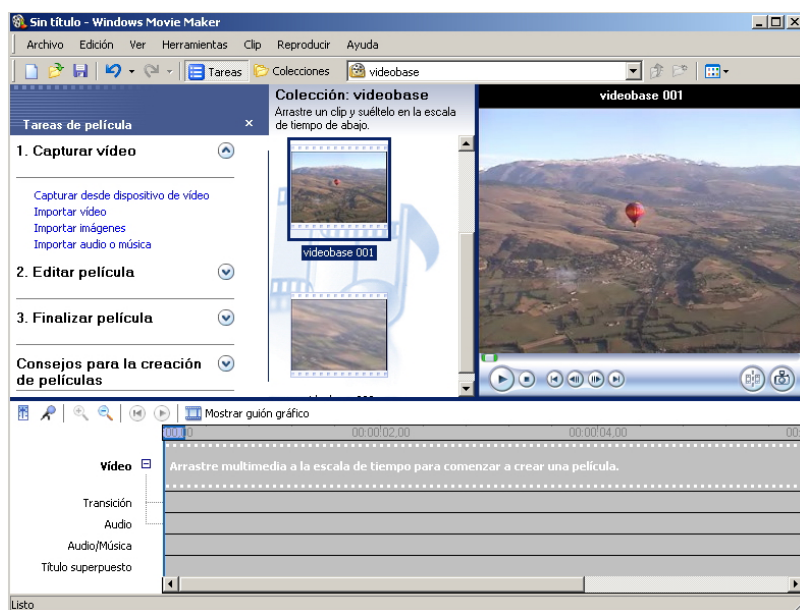 Sin título - Windows Movie Maker
Archivo Edición Ver Herramientas Clip Reproducir Ayuda
Tareas Colecciones videobase
Tareas de película
1. Capturar vídeo
Capturar desde dispositivo de vídeo
Importar vídeo
Importar imágenes
Importar audio o música
2. Editar película
3. Finalizar película
Consejos para la creación
de películas
Colección: videobase
Arrastre un clip y suéltelo en la escala
de tiempo de abajo.
videobase 001
videobase 001
Mostrar guión gráfico
00:00:02,00 00:00:04,00
Vídeo
Arrastre multimedia a la escala de tiempo para comenzar a crear una película.
Transición
Audio
Audio/Música
Título superpuesto
Listo